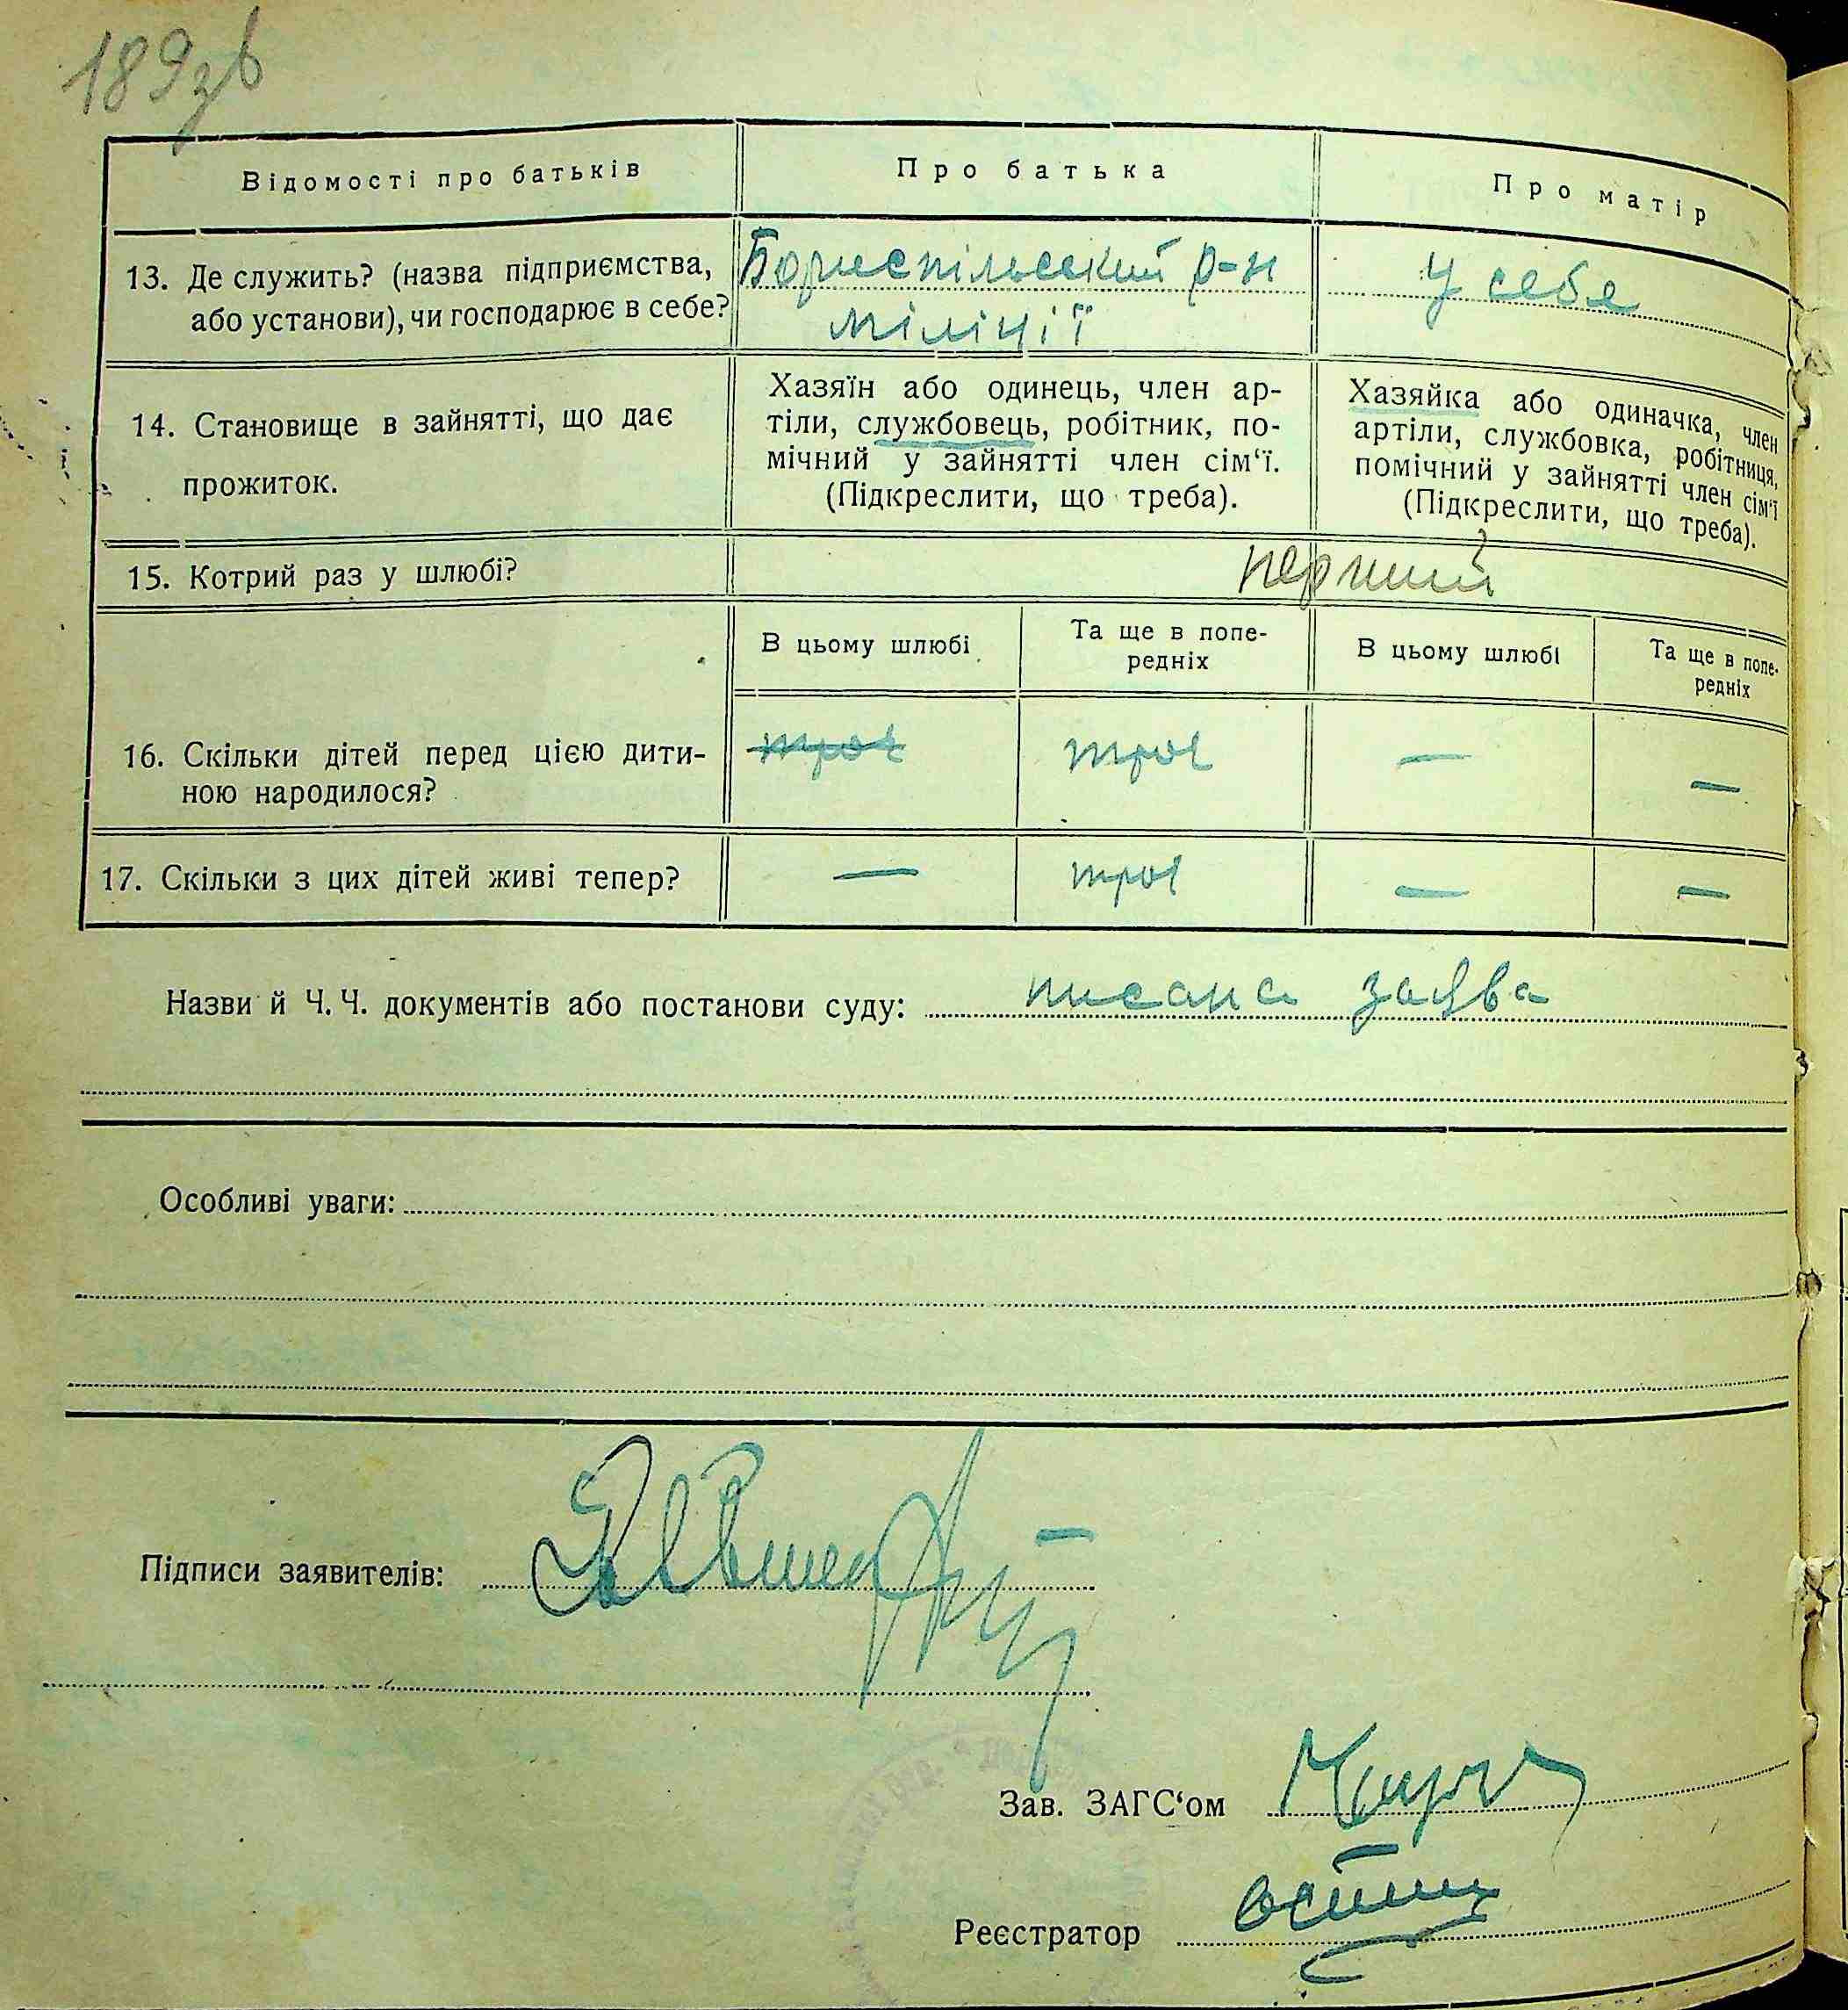 189зв
Відомості про батьків
Про батька
Про матір
13. Де служить? (назва підприємства,
або установи), чи господарює в себе?
Бориспільський р-н
міліції
у себе
14. Становище в зайнятті, що дає
прожиток.
Хазяїн або одинець, член ар-
тіли, службовець, робітник, по-
мічний у зайнятті член сім‘ї.
(Підкреслити, що треба).
Хазяйка або одиначка, член
артіли, службовка, робітниця,
помічний у зайнятті член сім‘ї
(Підкреслити, що треба).
15. Котрий раз у шлюбі?
перший
В цьому шлюбі
Та ще в попе-
редніх
В цьому шлюбі
Та ще в попе-
редніх
16. Скільки дітей перед цією дити-
ною народилося?
троє
троє
—
—
17. Скільки з цих дітей живі тепер?
—
троє
—
—
Назви й Ч. Ч. документів або постанови суду: писана заява
Особливі уваги:
Підписи заявителів:
Зав. ЗАГС‘ом
Реєстратор